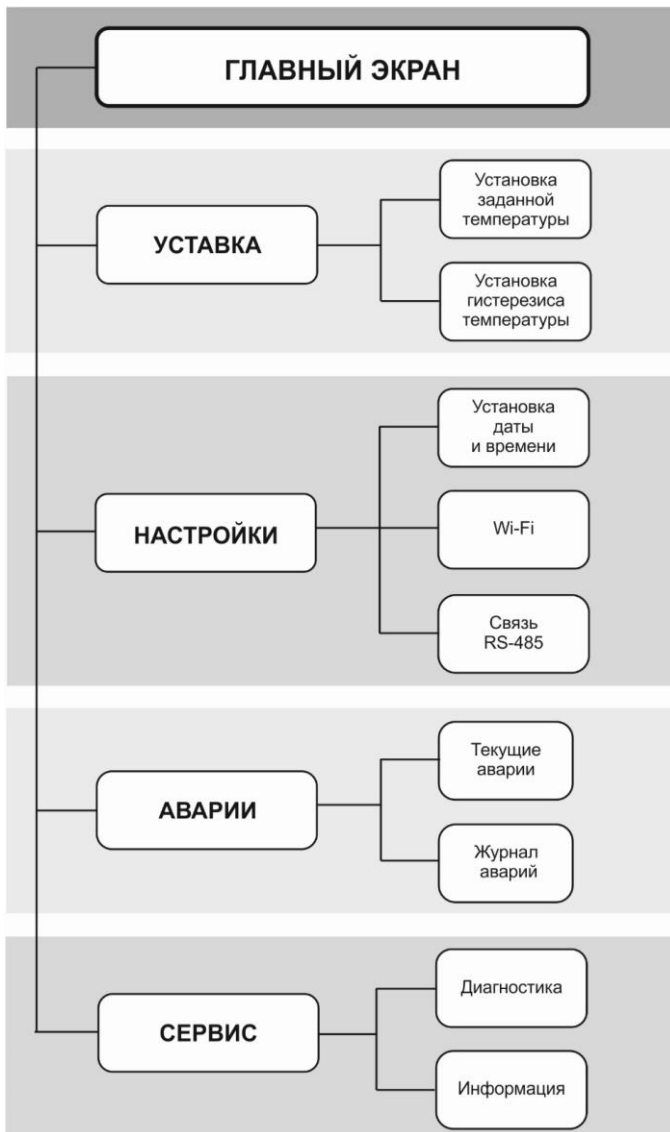 ГЛАВНЫЙ ЭКРАН
УСТАВКА
Установка
заданной
температуры
Установка
гистерезиса
температуры
НАСТРОЙКИ
Установка
даты
и времени
Wi-Fi
Связь
RS-485
АВАРИИ
Текущие
аварии
Журнал
аварий
СЕРВИС
Диагностика
Информация